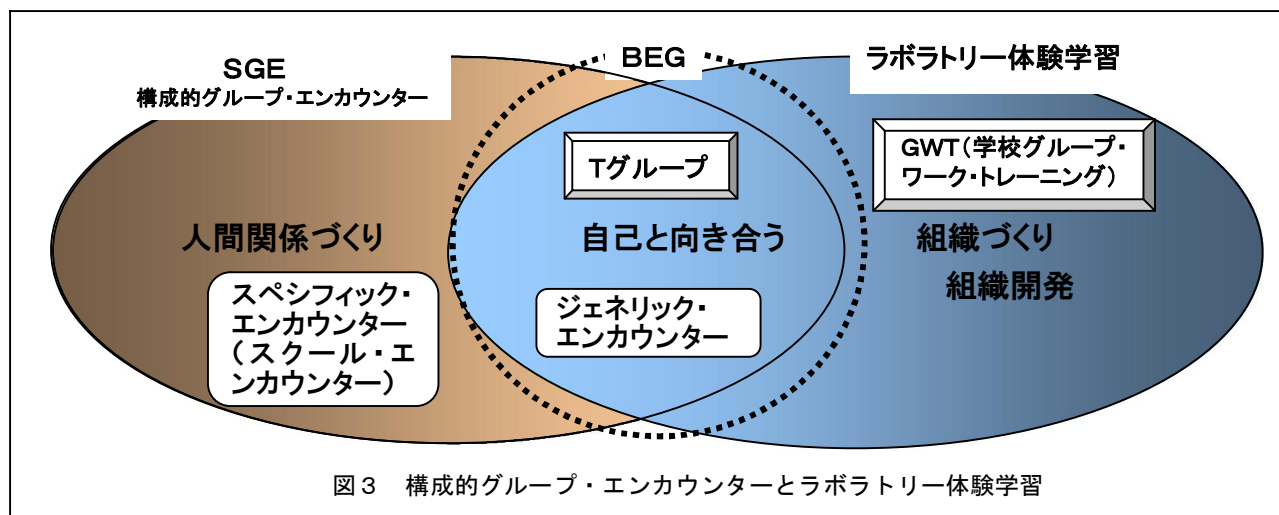 SGE
構成的グループ・エンカウンター
BEG
ラボラトリー体験学習
Tグループ
GWT(学校グループ・
ワーク・トレーニング)
人間関係づくり
自己と向き合う
組織づくり
組織開発
スペシフィック・
エンカウンター
(スクール・エ
ンカウンター)
ジェネリック・
エンカウンター
図3 構成的グループ・エンカウンターとラボラトリー体験学習